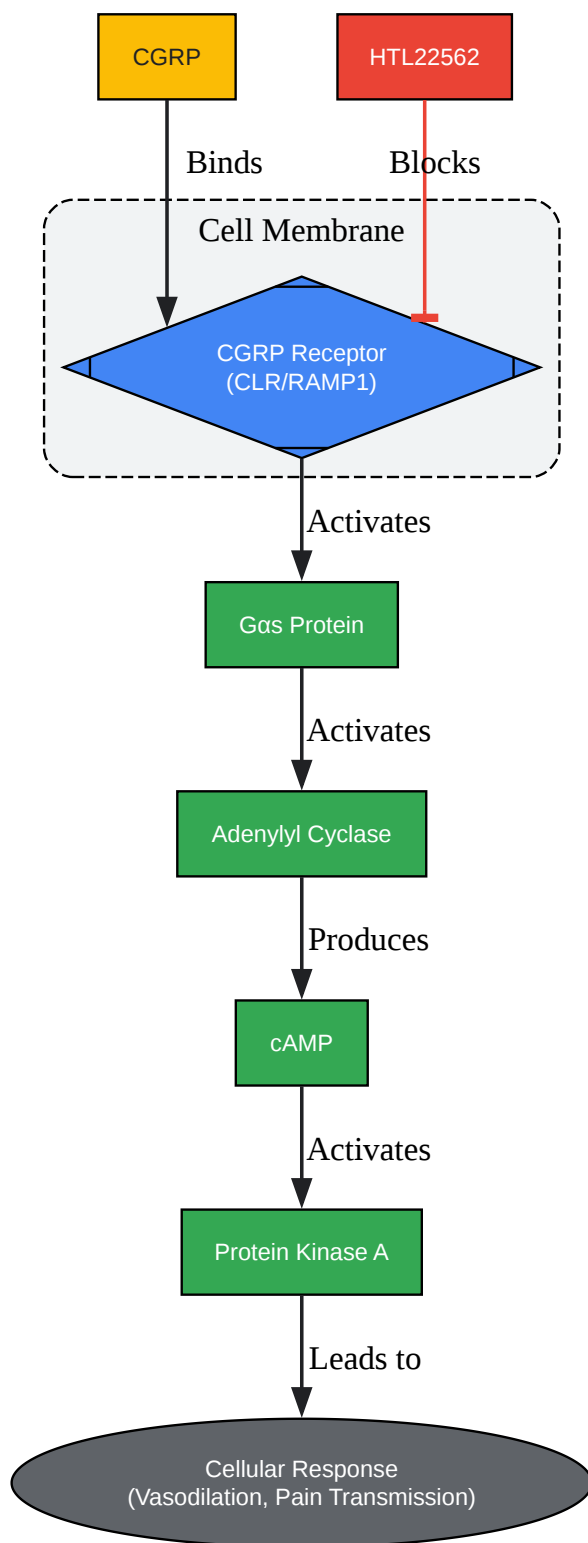 CGRP
HTL22562
Binds
Blocks
Cell Membrane
CGRP Receptor
(CLR/RAMP1)
Activates
Gαs Protein
Activates
Adenylyl Cyclase
Produces
cAMP
Activates
Protein Kinase A
Leads to
Cellular Response
(Vasodilation, Pain Transmission)